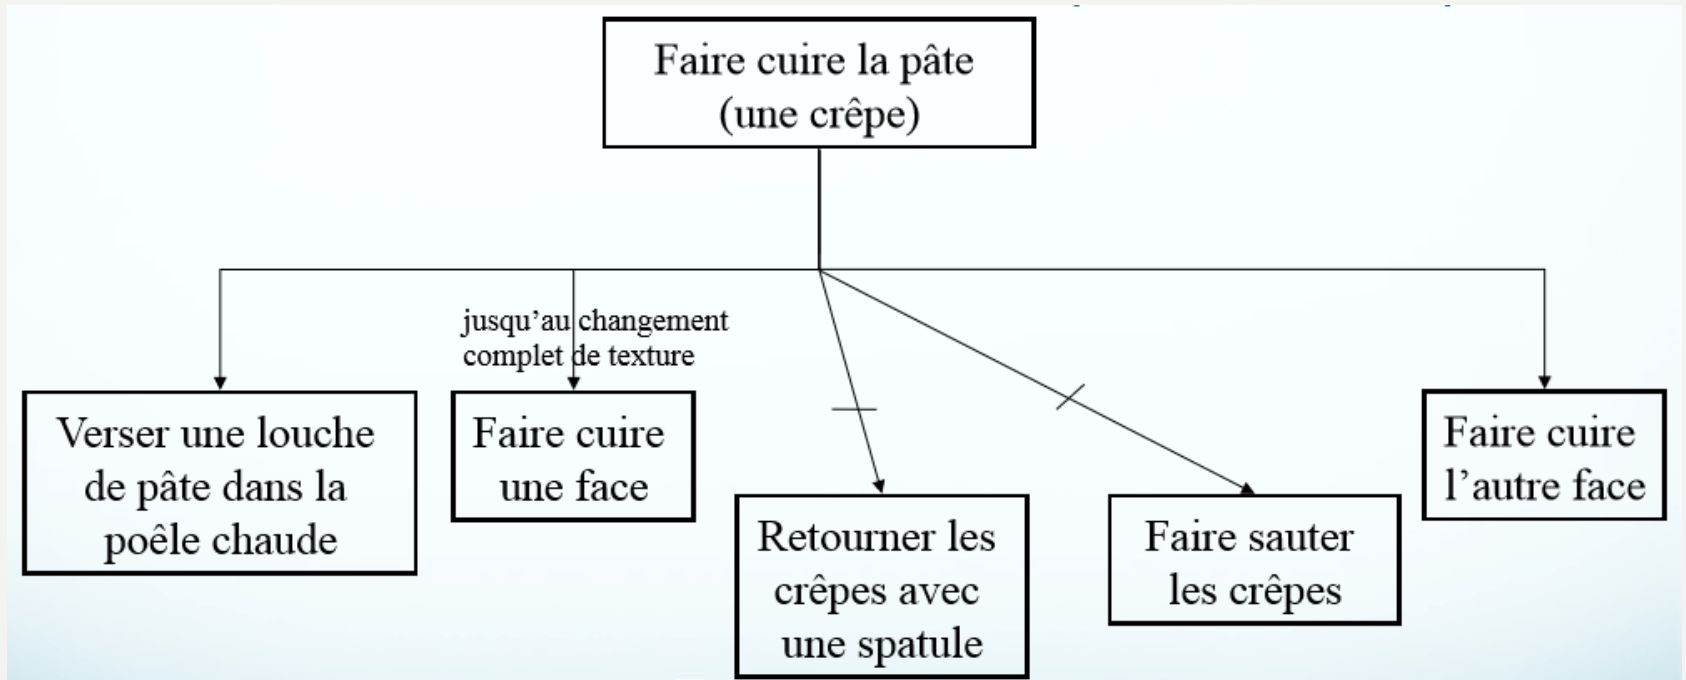 Faire cuire la pâte
(une crêpe)
jusqu’au changement
complet de texture
Verser une louche
de pâte dans la
poêle chaude
Faire cuire
une face
Retourner les
crêpes avec
une spatule
Faire sauter
les crêpes
Faire cuire
l’autre face